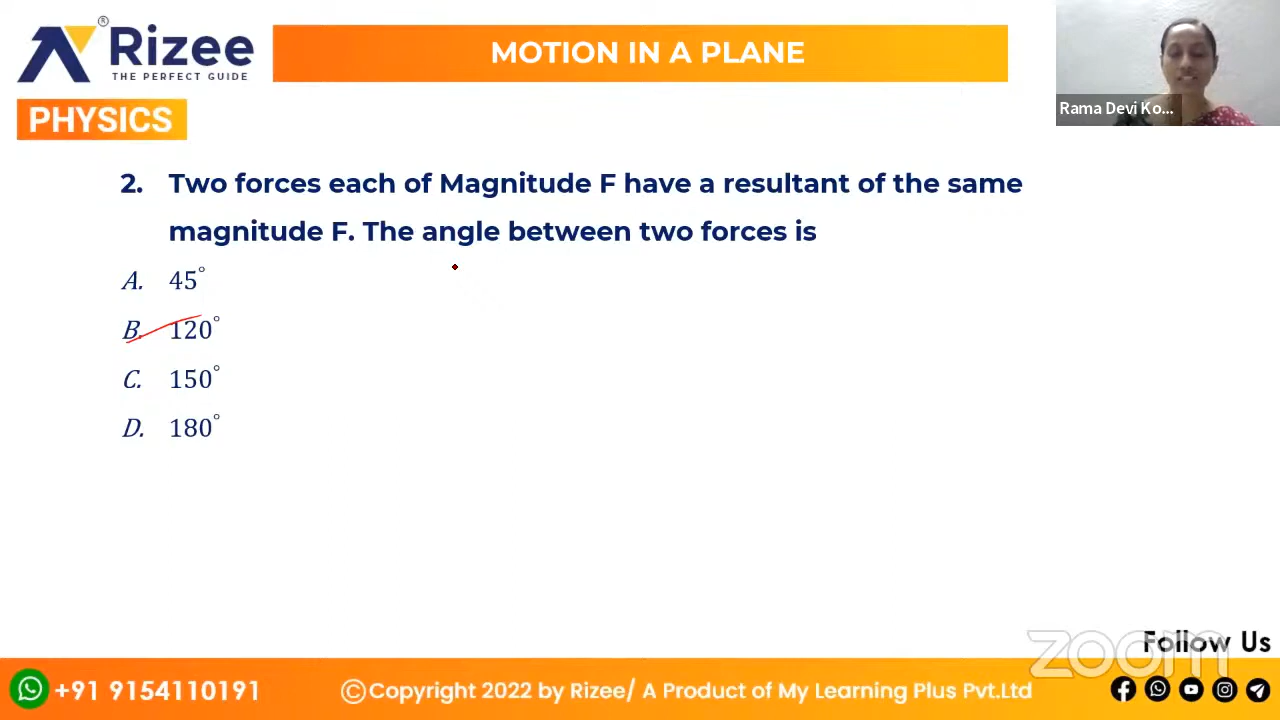 Rizee®
THE PERFECT GUIDE
MOTION IN A PLANE
Rama Devi Ko...
PHYSICS
2. Two forces each of Magnitude F have a resultant of the same
magnitude F. The angle between two forces is
A. 45°
B. 120°
C. 150°
D. 180°
zoom
Follow Us
+91 9154110191
©Copyright 2022 by Rizee/ A Product of My Learning Plus Pvt.Ltd